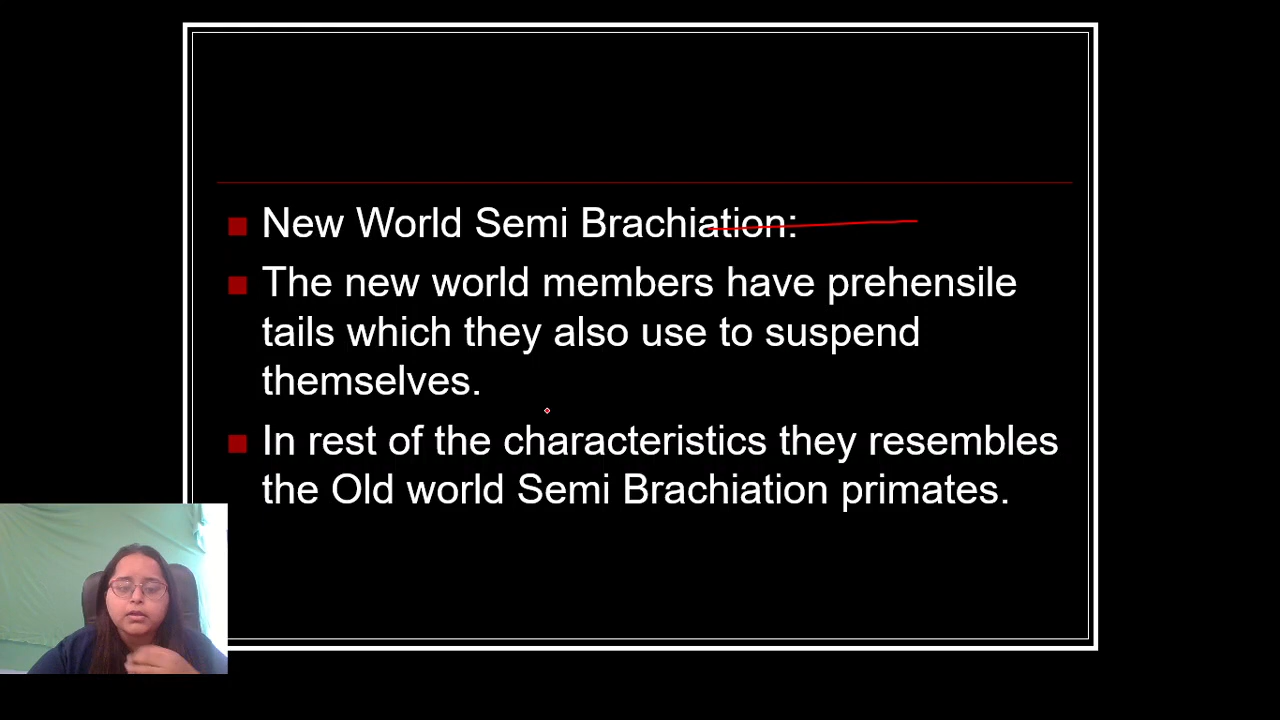 New World Semi Brachiation:
The new world members have prehensile
tails which they also use to suspend
themselves.
In rest of the characteristics they resembles
the Old world Semi Brachiation primates.